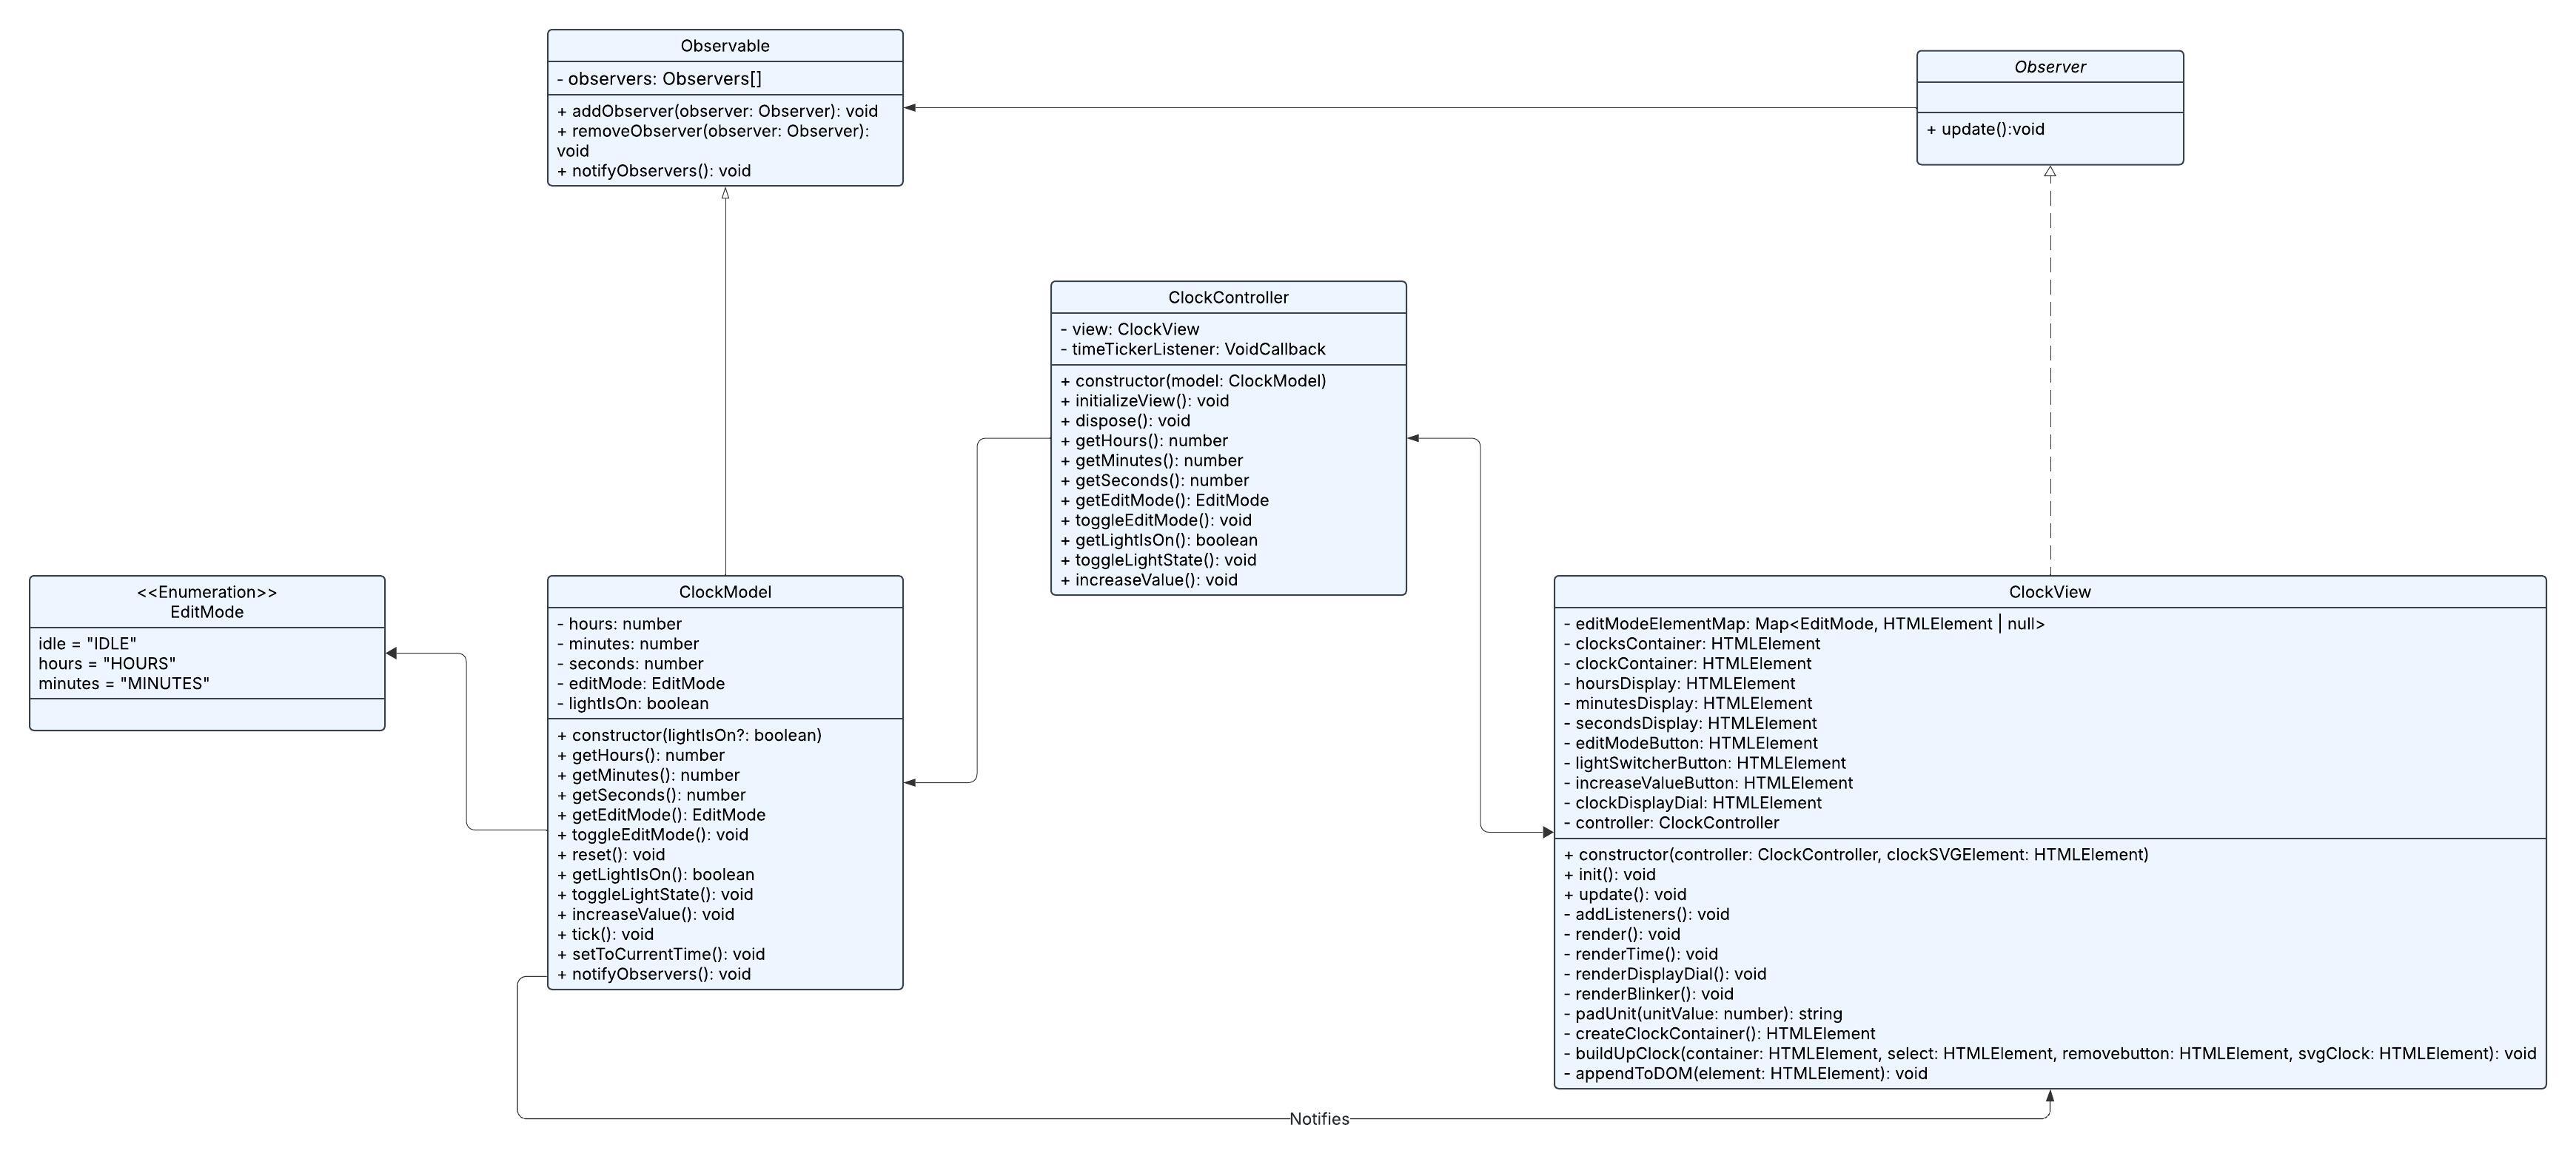 Observable
- observers: Observers[]
+ addObserver(observer: Observer): void
+ removeObserver(observer: Observer):
void
+ notifyObservers(): void
Observer
+ update():void
ClockController
- view: ClockView
- timeTickerListener: VoidCallback
+ constructor(model: ClockModel)
+ initializeView(): void
+ dispose(): void
+ getHours(): number
+ getMinutes(): number
+ getSeconds(): number
+ getEditMode(): EditMode
+ toggleEditMode(): void
+ getLightIsOn(): boolean
+ toggleLightState(): void
+ increaseValue(): void
<<Enumeration>>
EditMode
idle = "IDLE"
hours = "HOURS"
minutes = "MINUTES"
ClockModel
- hours: number
- minutes: number
- seconds: number
- editMode: EditMode
- lightIsOn: boolean
+ constructor(lightIsOn?: boolean)
+ getHours(): number
+ getMinutes(): number
+ getSeconds(): number
+ getEditMode(): EditMode
+ toggleEditMode(): void
+ reset(): void
+ getLightIsOn(): boolean
+ toggleLightState(): void
+ increaseValue(): void
+ tick(): void
+ setToCurrentTime(): void
+ notifyObservers(): void
ClockView
- editModeElementMap: Map<EditMode, HTMLElement | null>
- clocksContainer: HTMLElement
- clockContainer: HTMLElement
- hoursDisplay: HTMLElement
- minutesDisplay: HTMLElement
- secondsDisplay: HTMLElement
- editModeButton: HTMLElement
- lightSwitcherButton: HTMLElement
- increaseValueButton: HTMLElement
- clockDisplayDial: HTMLElement
- controller: ClockController
+ constructor(controller: ClockController, clockSVGElement: HTMLElement)
+ init(): void
+ update(): void
- addListeners(): void
- render(): void
- renderTime(): void
- renderDisplayDial(): void
- renderBlinker(): void
- padUnit(unitValue: number): string
- createClockContainer(): HTMLElement
- buildUpClock(container: HTMLElement, select: HTMLElement, removebutton: HTMLElement, svgClock: HTMLElement): void
- appendToDOM(element: HTMLElement): void
Notifies